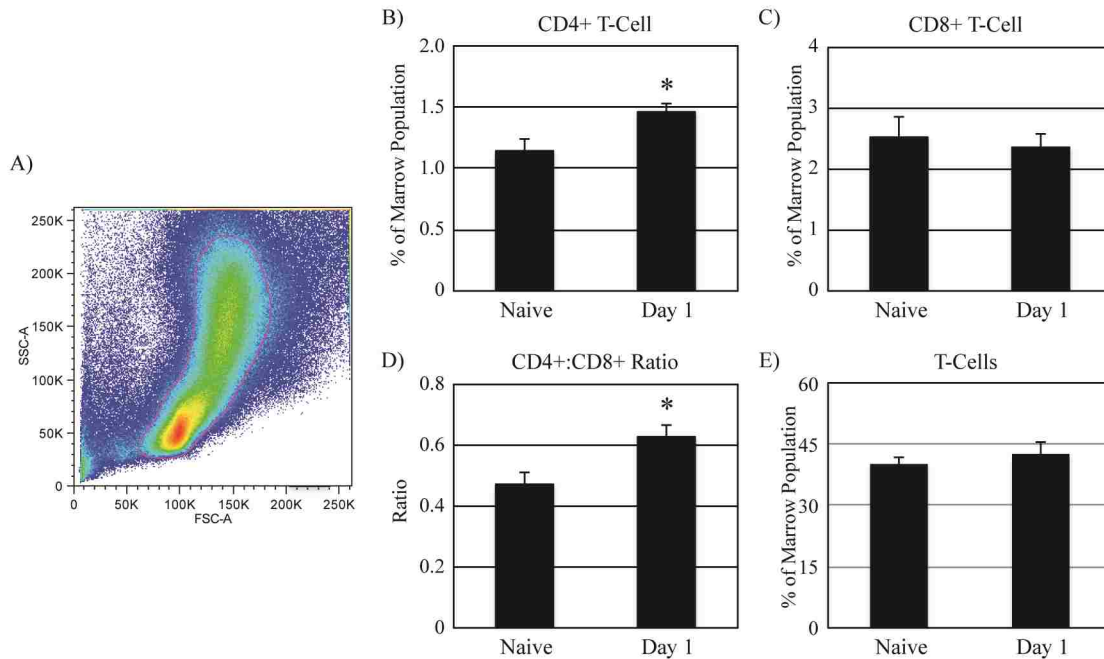 A)
SSC-A
250K
200K
150K
100K
50K
0
0 50K 100K 150K 200K 250K
FSC-A
B)
CD4+ T-Cell
% of Marrow Population
2.0
1.5
1.0
0.5
0
*
Naive Day 1
C)
CD8+ T-Cell
% of Marrow Population
4
3
2
1
0
Naive Day 1
D)
CD4+:CD8+ Ratio
Ratio
0.8
0.6
0.4
0.2
0
*
Naive Day 1
E)
T-Cells
% of Marrow Population
60
45
30
15
0
Naive Day 1